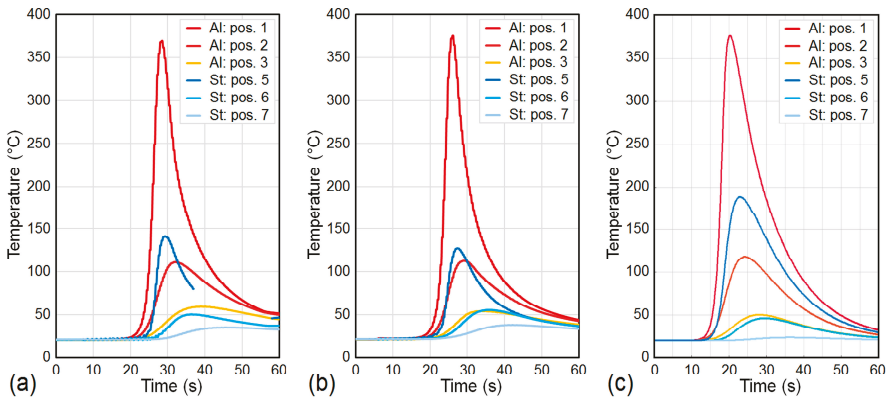 400
350
300
250
200
150
100
50
0
Temperature (°C)
0 10 20 30 40 50 60
Time (s)
(a)
Al: pos. 1
Al: pos. 2
Al: pos. 3
St: pos. 5
St: pos. 6
St: pos. 7
400
350
300
250
200
150
100
50
0
Temperature (°C)
0 10 20 30 40 50 60
Time (s)
(b)
Al: pos. 1
Al: pos. 2
Al: pos. 3
St: pos. 5
St: pos. 6
St: pos. 7
400
350
300
250
200
150
100
50
0
Temperature (°C)
0 10 20 30 40 50 60
Time (s)
(c)
Al: pos. 1
Al: pos. 2
Al: pos. 3
St: pos. 5
St: pos. 6
St: pos. 7